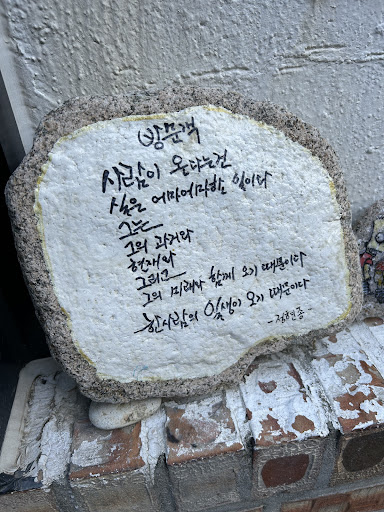 방문객
사람이 온다는건
실은 어마어마한 일이다
그는
그의 과거와
현재와
그리고
그의 미래와 함께 오기 때문이다
한사람의 일생이 오기 때문이다
-정현종-